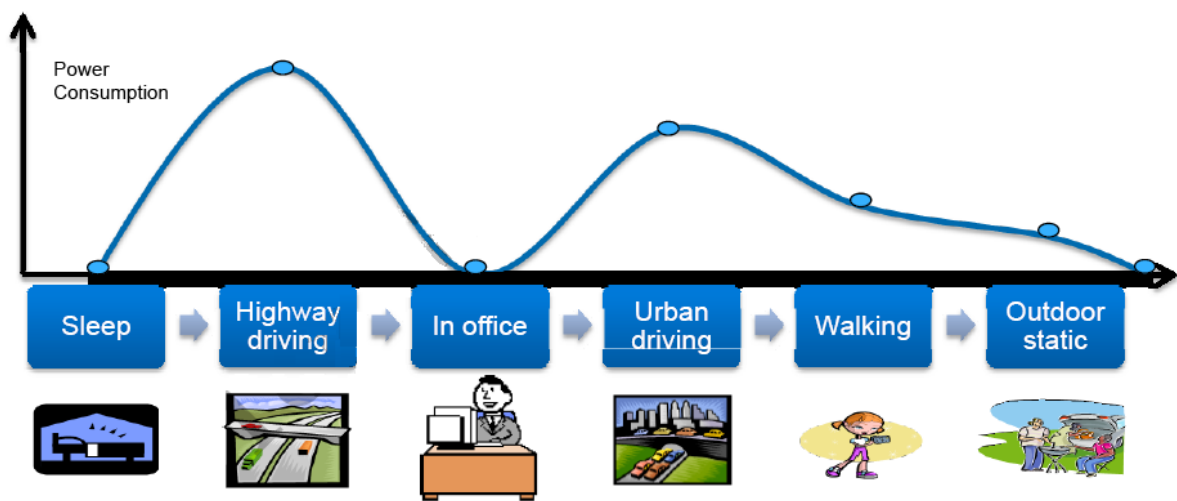 Power
Consumption
Sleep
Highway
driving
In office
Urban
driving
Walking
Outdoor
static